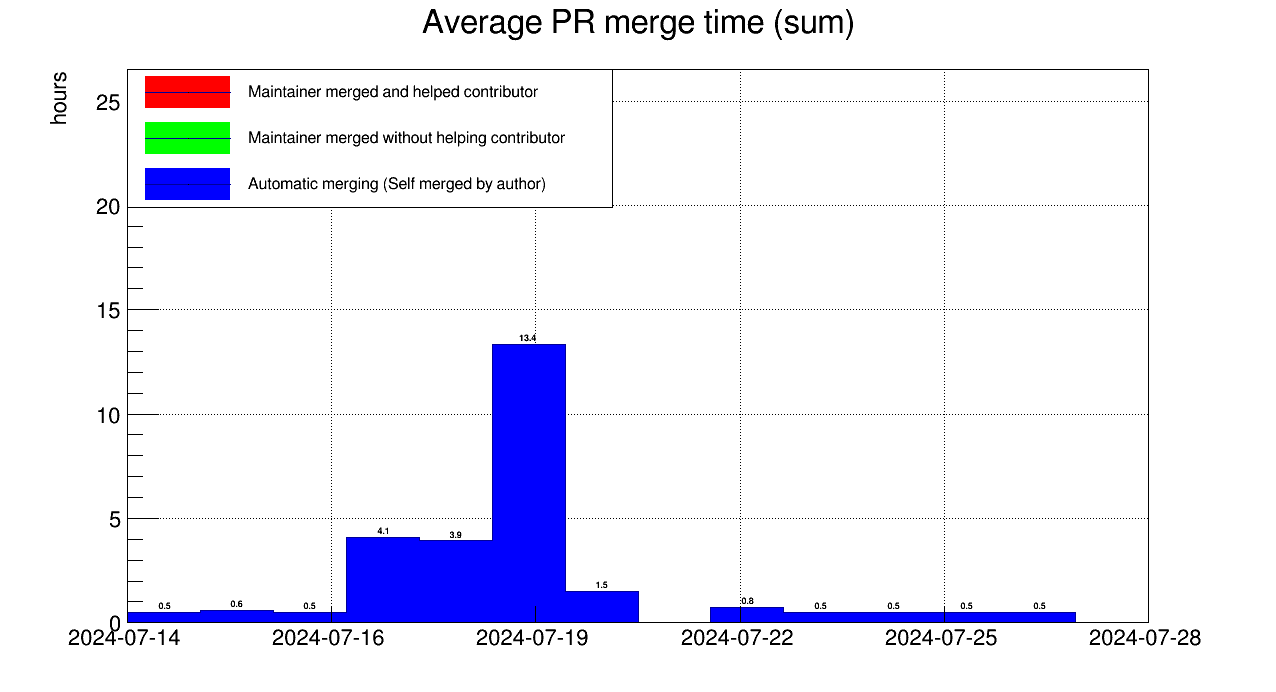 Average PR merge time (sum)
hours
Maintainer merged and helped contributor
Maintainer merged without helping contributor
Automatic merging (Self merged by author)
25
20
15
10
5
0
13.4
4.1
3.9
1.5
0.5 0.6 0.5 0.8 0.5 0.5 0.5 0.5
2024-07-14 2024-07-16 2024-07-19 2024-07-22 2024-07-25 2024-07-28